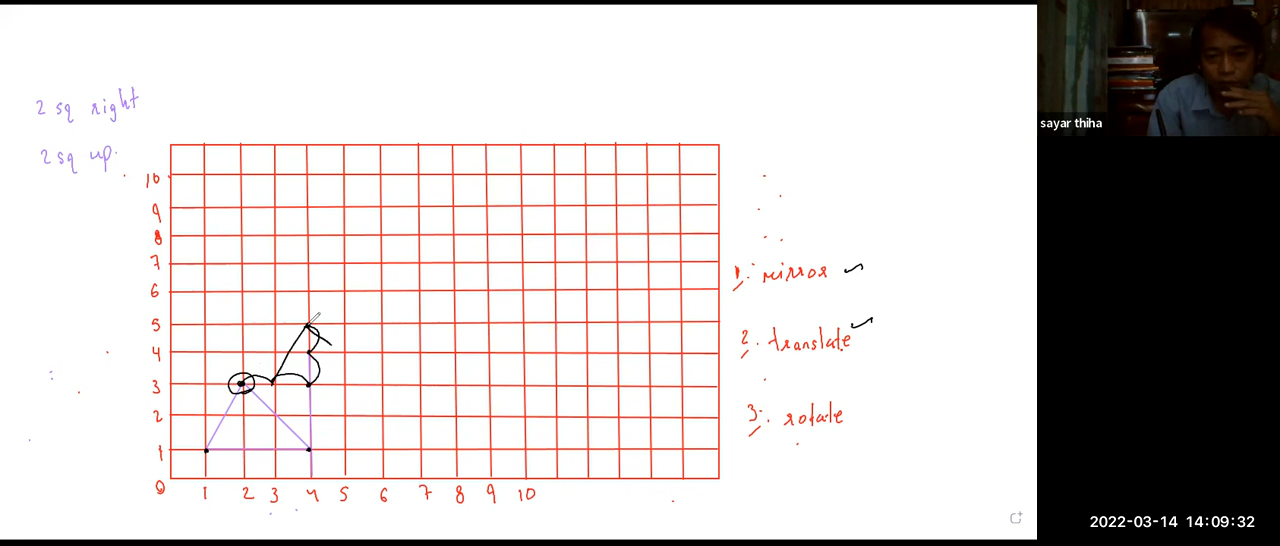 2 sq right
2 sq up.
sayar thiha
10
9
8
7
6
5
4
3
2
1
0
1 2 3 4 5 6 7 8 9 10
1. mirror
2. translate
3. rotate
2022-03-14 14:09:32